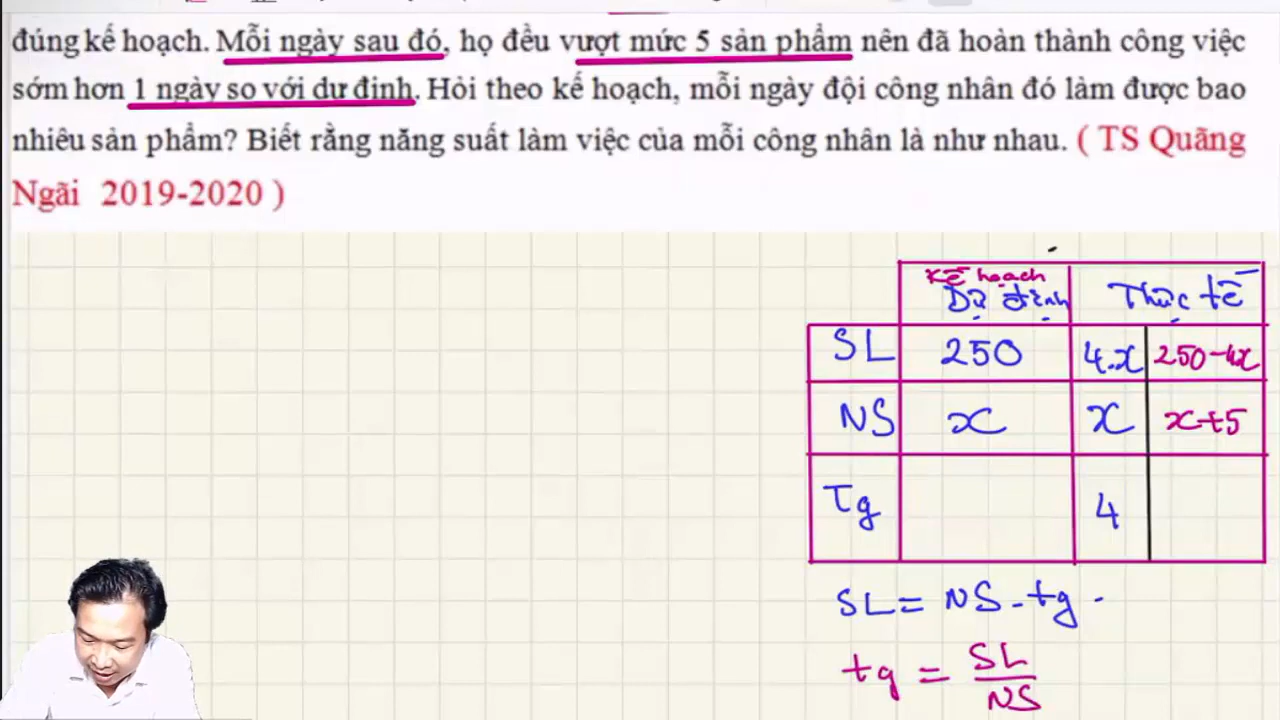 đúng kế hoạch. Mỗi ngày sau đó, họ đều vượt mức 5 sản phẩm nên đã hoàn thành công việc
sớm hơn 1 ngày so với dự định. Hỏi theo kế hoạch, mỗi ngày đội công nhân đó làm được bao
nhiêu sản phẩm? Biết rằng năng suất làm việc của mỗi công nhân là như nhau. ( TS Quãng
Ngãi 2019-2020 )
Kế hoạch
Dự định Thực tế
SL 250 4.x 250-4x
NS x x x+5
Tg 4
SL = NS . tg .
tg = SL/NS